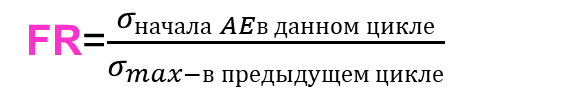 FR=
σначала AEв данном цикле
σmax−в предыдущем цикле